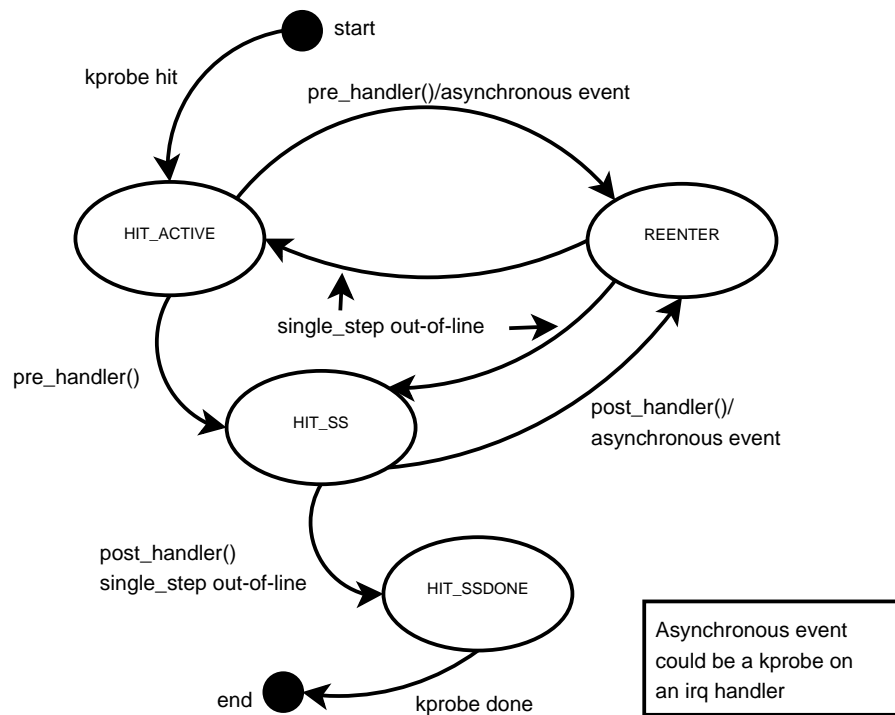 start
kprobe hit
pre_handler()/asynchronous event
HIT_ACTIVE
REENTER
single_step out-of-line
pre_handler()
HIT_SS
post_handler()/
asynchronous event
post_handler()
single_step out-of-line
HIT_SSDONE
Asynchronous event
could be a kprobe on
an irq handler
end
kprobe done